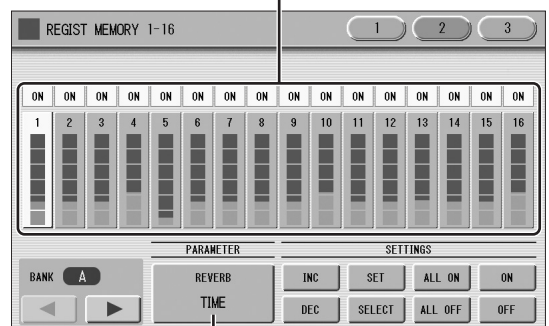 REGIST MEMORY 1-16 1 2 3
ON ON ON ON ON ON ON ON ON ON ON ON ON ON ON ON
1 2 3 4 5 6 7 8 9 10 11 12 13 14 15 16
PARAMETER SETTINGS
BANK A REVERB INC SET ALL ON ON
TIME DEC SELECT ALL OFF OFF